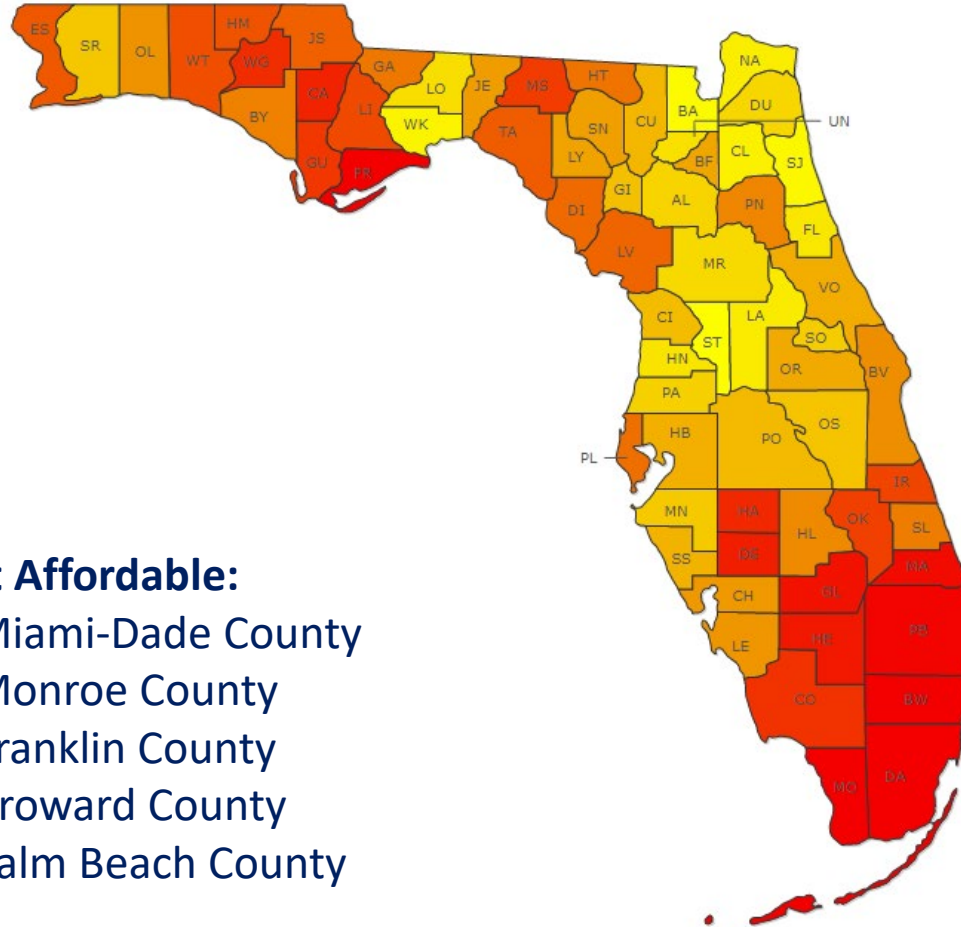 ES
SR
OL
WT
HM
WG
JS
BY
CA
GA
LI
GU
FR
LO
WK
JE
MS
TA
HT
SN
LY
CU
GI
DI
LV
BA
UN
NA
DU
BF
CL
SJ
AL
PN
FL
MR
VO
CI
ST
LA
SO
HN
OR
BV
PA
HB
PO
OS
PL
IR
MN
HA
HL
OK
SL
SS
DS
MA
CH
GL
LE
HE
PB
CO
BW
MO
DA
t Affordable:
Miami-Dade County
Monroe County
ranklin County
roward County
alm Beach County